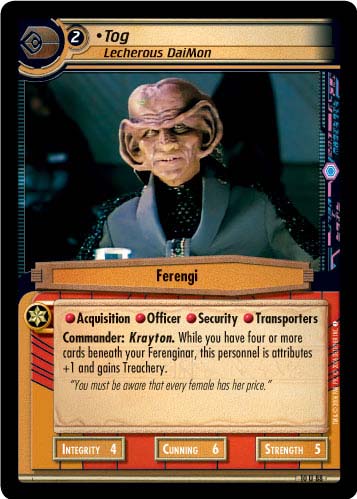 2 •Tog
Lecherous DaiMon
Ferengi
Acquisition Officer Security Transporters
Commander: Krayton. While you have four or more
cards beneath your Ferenginar, this personnel is attributes
+1 and gains Treachery.
"You must be aware that every female has her price."
INTEGRITY 4 CUNNING 6 STRENGTH 5
10 U 88